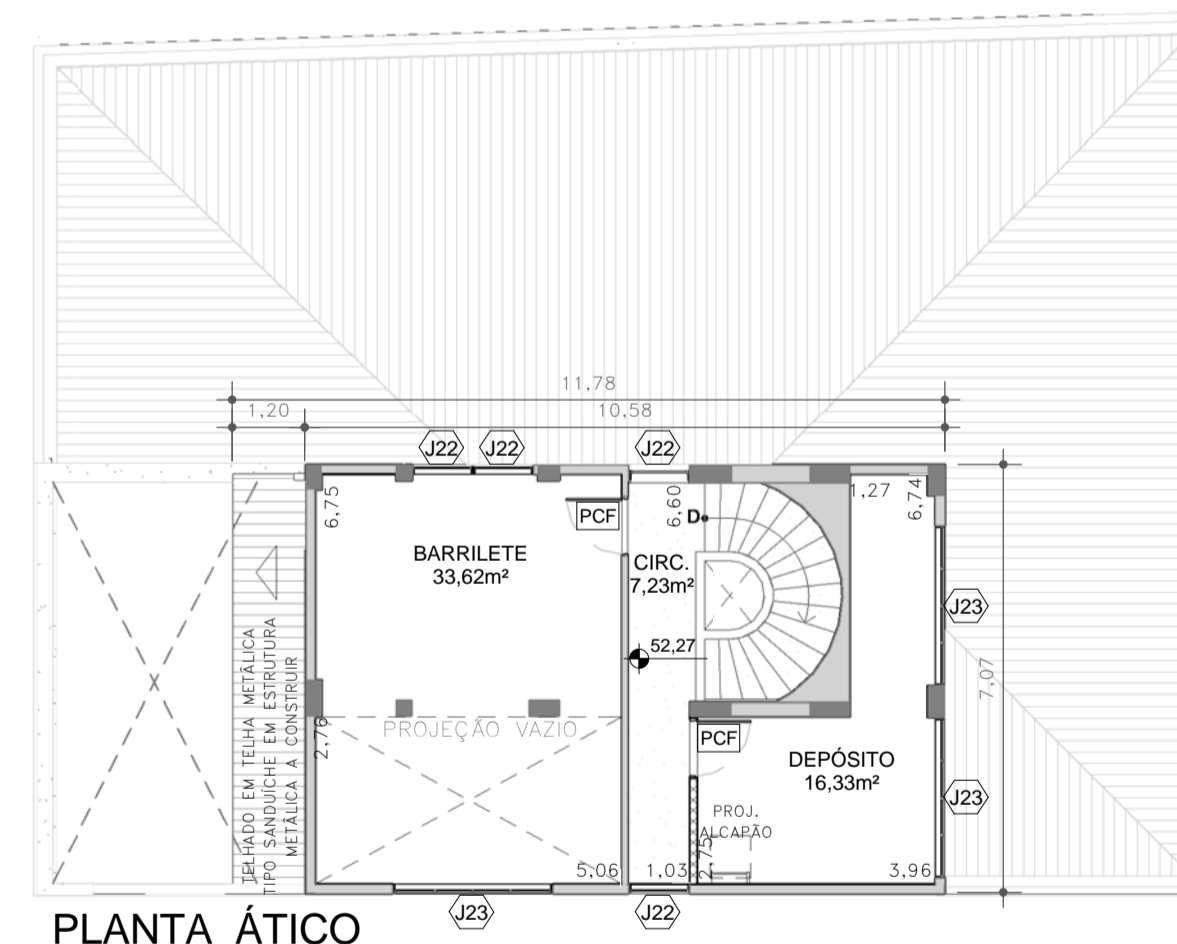 11,78
1,20
10,58
J22
J22
J22
6,75
PCF
6,60
D
1,27
6,74
BARRILETE
33,62m²
CIRC.
7,23m²
J23
52,27
7,07
TELHADO EM TELHA METÁLICA
TIPO SANDUÍCHE EM ESTRUTURA
METÁLICA A CONSTRUIR
2,76
PROJEÇÃO VAZIO
PCF
DEPÓSITO
16,33m²
J23
PROJ.
ALÇAPÃO
2,75
5,06
1,03
3,96
J23
J22
PLANTA ÁTICO